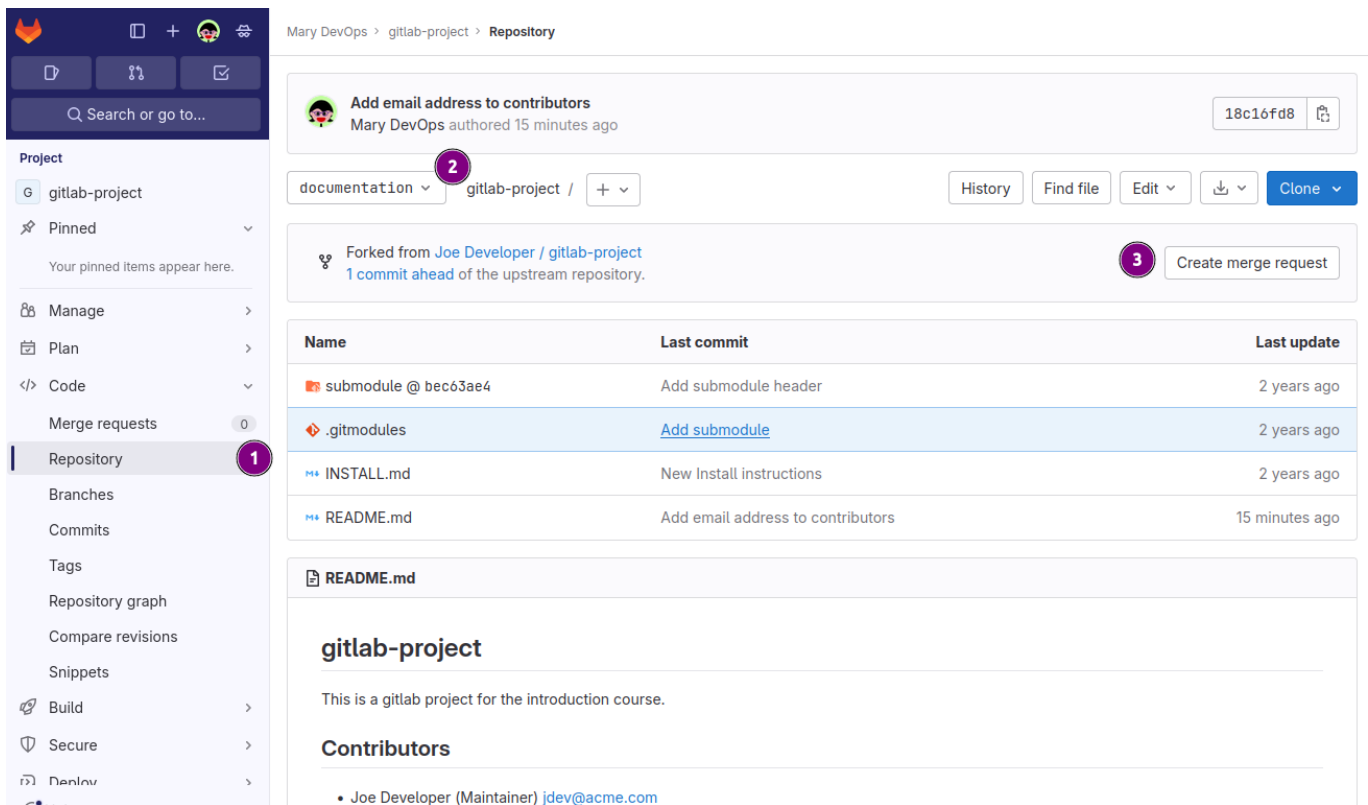 Search or go to...
Project
G gitlab-project
Pinned
Your pinned items appear here.
Manage
Plan
Code
Merge requests 0
Repository 1
Branches
Commits
Tags
Repository graph
Compare revisions
Snippets
Build
Secure
Deploy
Mary DevOps › gitlab-project › Repository
Add email address to contributors
Mary DevOps authored 15 minutes ago
18c16fd8
2
documentation gitlab-project / +
History Find file Edit Clone
Forked from Joe Developer / gitlab-project
1 commit ahead of the upstream repository.
3 Create merge request
Name Last commit Last update
submodule @ bec63ae4 Add submodule header 2 years ago
.gitmodules Add submodule 2 years ago
INSTALL.md New Install instructions 2 years ago
README.md Add email address to contributors 15 minutes ago
README.md
gitlab-project
This is a gitlab project for the introduction course.
Contributors
• Joe Developer (Maintainer) jdev@acme.com